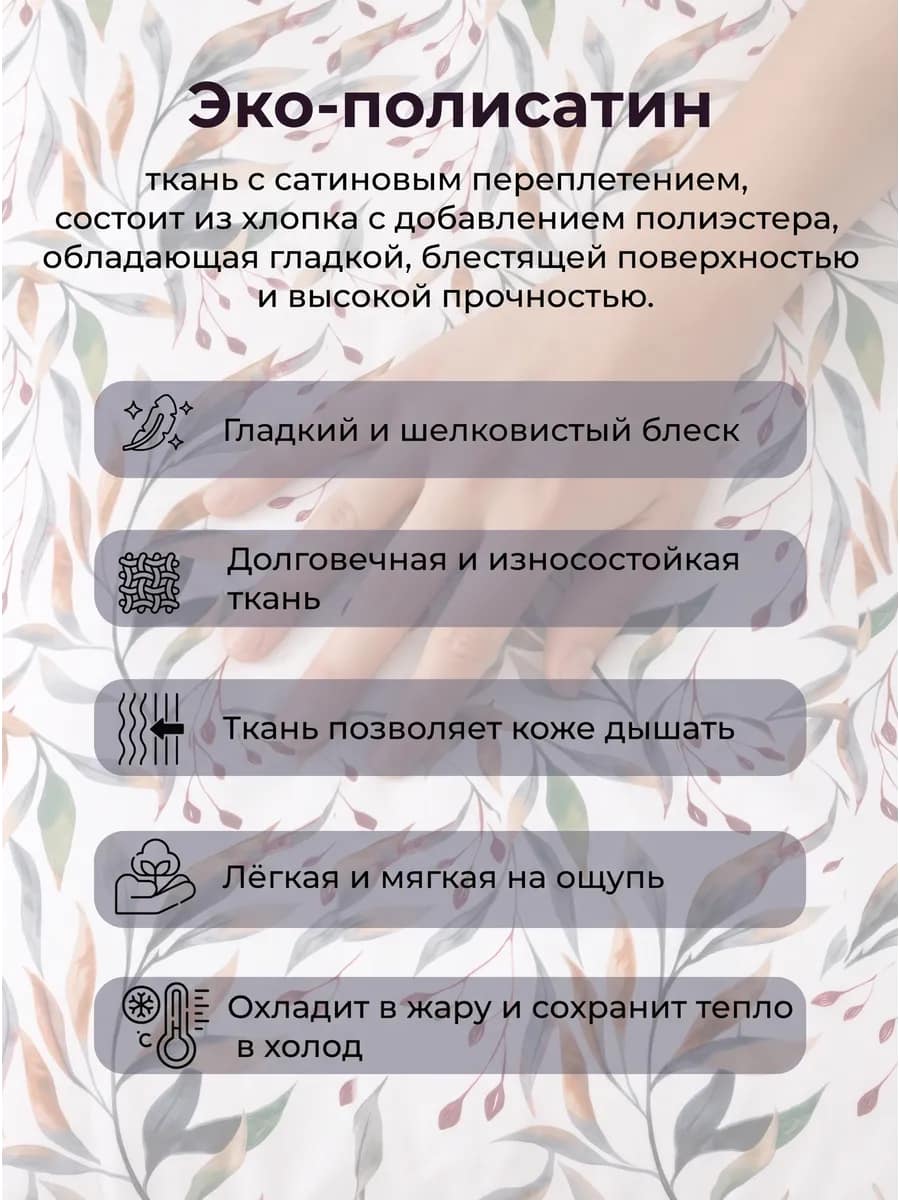 Эко-полисатин
ткань с сатиновым переплетением,
состоит из хлопка с добавлением полиэстера,
обладающая гладкой, блестящей поверхностью
и высокой прочностью.
Гладкий и шелковистый блеск
Долговечная и износостойкая
ткань
Ткань позволяет коже дышать
Лёгкая и мягкая на ощупь
°C
Охладит в жару и сохранит тепло
в холод